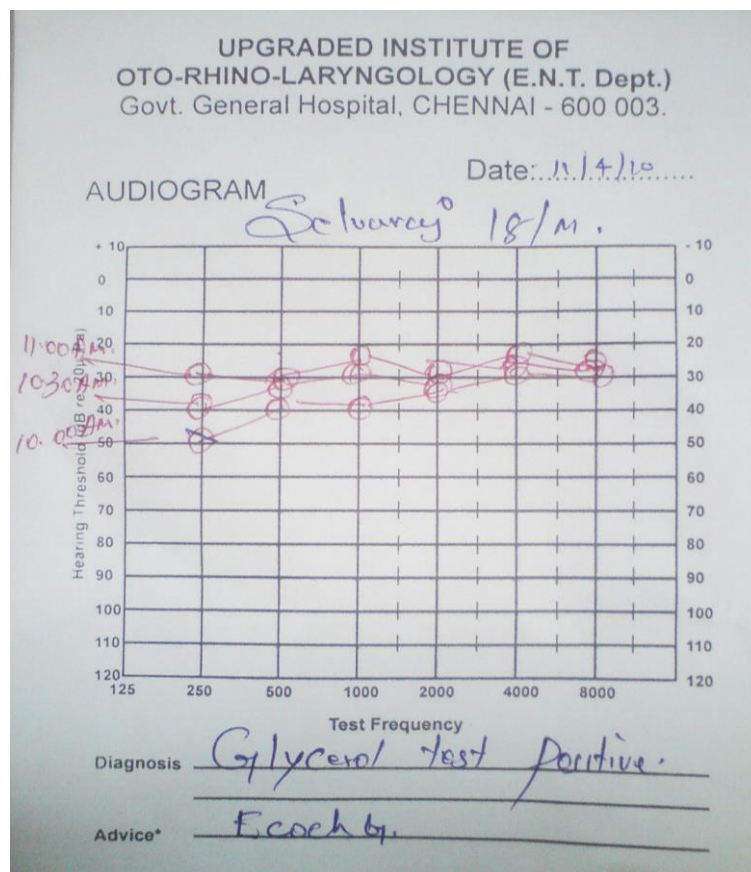 UPGRADED INSTITUTE OF
OTO-RHINO-LARYNGOLOGY (E.N.T. Dept.)
Govt. General Hospital, CHENNAI - 600 003.
Date: 11/4/10
AUDIOGRAM
18/M.
+ 10 - 10
0 0
10 10
11.00 AM. 20 20
10.30 AM. 30 30
40 40
10.00 AM. 50 50
60 60
70 70
80 80
90 90
100 100
110 110
120 120
Hearing Threshold
125 250 500 1000 2000 4000 8000
Test Frequency
Diagnosis Glycerol test Positive.
Advice* Ecoch G.